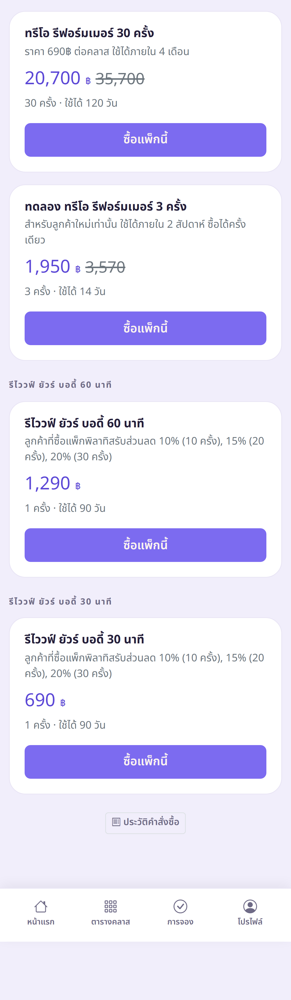 ทรีโอ รีฟอร์มเมอร์ 30 ครั้ง
ราคา 690฿ ต่อคลาส ใช้ได้ภายใน 4 เดือน
20,700 ฿ 35,700
30 ครั้ง · ใช้ได้ 120 วัน
ซื้อแพ็กนี้
ทดลอง ทรีโอ รีฟอร์มเมอร์ 3 ครั้ง
สำหรับลูกค้าใหม่เท่านั้น ใช้ได้ภายใน 2 สัปดาห์ ซื้อได้ครั้ง
เดียว
1,950 ฿ 3,570
3 ครั้ง · ใช้ได้ 14 วัน
ซื้อแพ็กนี้
รีไววฟ์ ยัวร์ บอดี้ 60 นาที
รีไววฟ์ ยัวร์ บอดี้ 60 นาที
ลูกค้าที่ซื้อแพ็กพิลาทิสรับส่วนลด 10% (10 ครั้ง), 15% (20
ครั้ง), 20% (30 ครั้ง)
1,290 ฿
1 ครั้ง · ใช้ได้ 90 วัน
ซื้อแพ็กนี้
รีไววฟ์ ยัวร์ บอดี้ 30 นาที
รีไววฟ์ ยัวร์ บอดี้ 30 นาที
ลูกค้าที่ซื้อแพ็กพิลาทิสรับส่วนลด 10% (10 ครั้ง), 15% (20
ครั้ง), 20% (30 ครั้ง)
690 ฿
1 ครั้ง · ใช้ได้ 90 วัน
ซื้อแพ็กนี้
ประวัติคำสั่งซื้อ
หน้าแรก ตารางคลาส การจอง โปรไฟล์